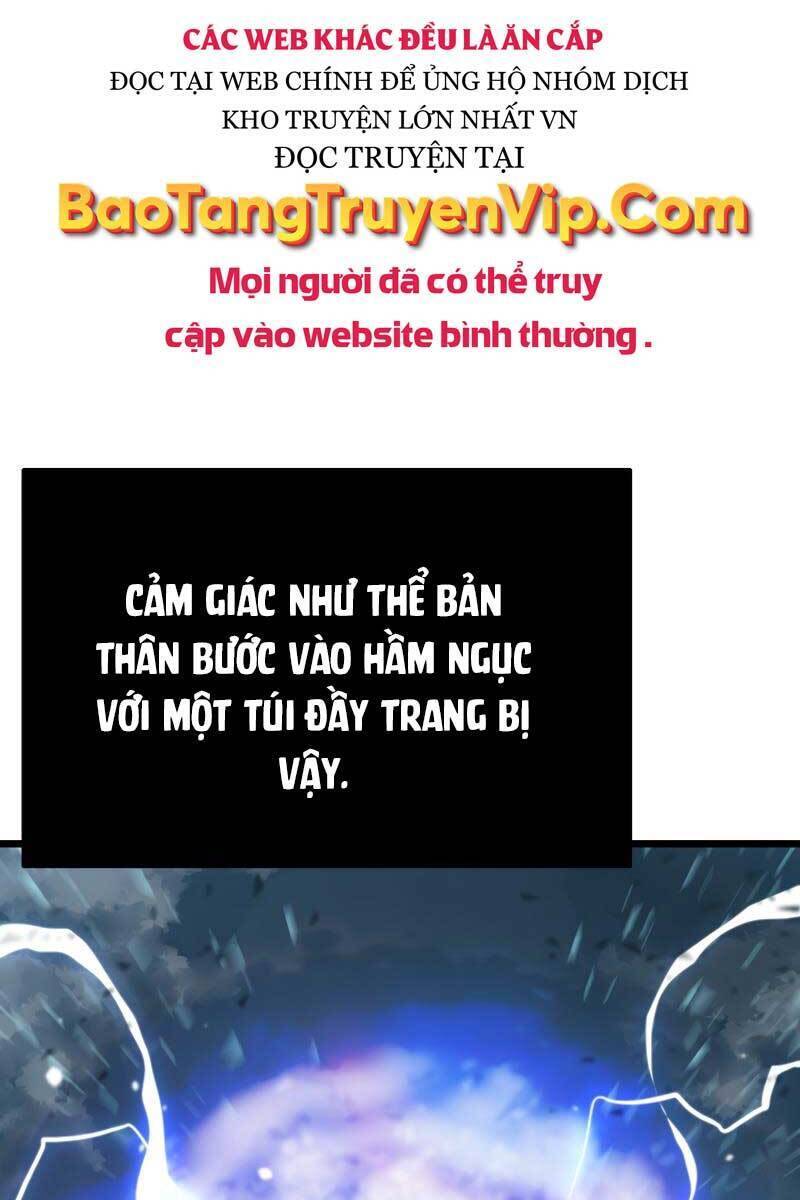 CÁC WEB KHÁC ĐỀU LÀ ĂN CẮP
ĐỌC TẠI WEB CHÍNH ĐỂ ỦNG HỘ NHÓM DỊCH
KHO TRUYỆN LỚN NHẤT VN
ĐỌC TRUYỆN TẠI
BaoTangTruyenVip.Com
Mọi người đã có thể truy
cập vào website bình thường .
CẢM GIÁC NHƯ THỂ BẢN
THÂN BƯỚC VÀO HẦM NGỤC
VỚI MỘT TÚI ĐẦY TRANG BỊ
VẬY.